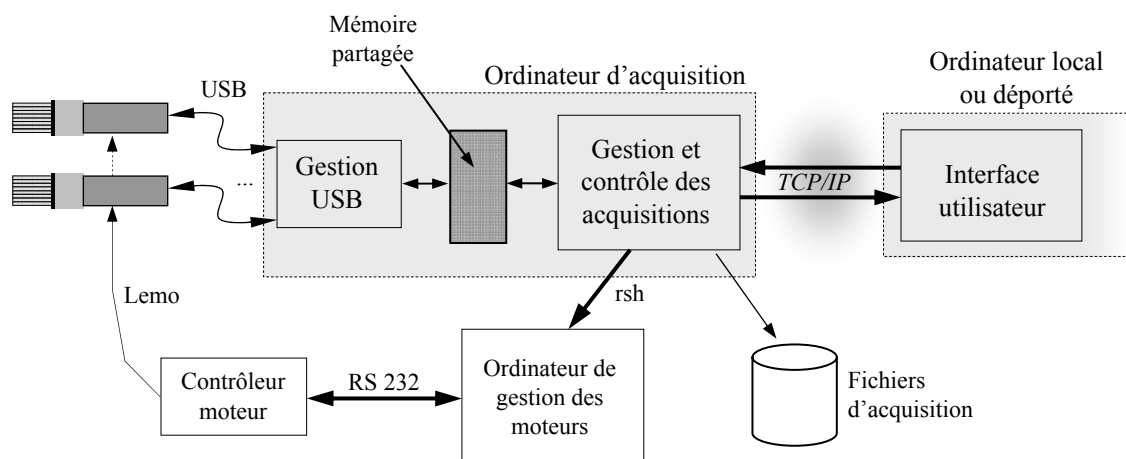 Mémoire
partagée
Ordinateur d’acquisition
Ordinateur local
ou déporté
USB
Gestion
USB
...
Gestion et
contrôle des
acquisitions
TCP/IP
Interface
utilisateur
Lemo
rsh
Contrôleur
moteur
RS 232
Ordinateur de
gestion des
moteurs
Fichiers
d’acquisition